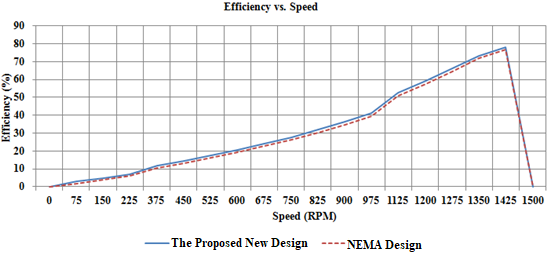 Efficiency vs. Speed
90
80
70
60
50
40
30
20
10
0
Efficiency (%)
0 75 150 225 375 450 525 600 675 750 825 900 975 1125 1200 1275 1350 1425 1500
Speed (RPM)
The Proposed New Design NEMA Design